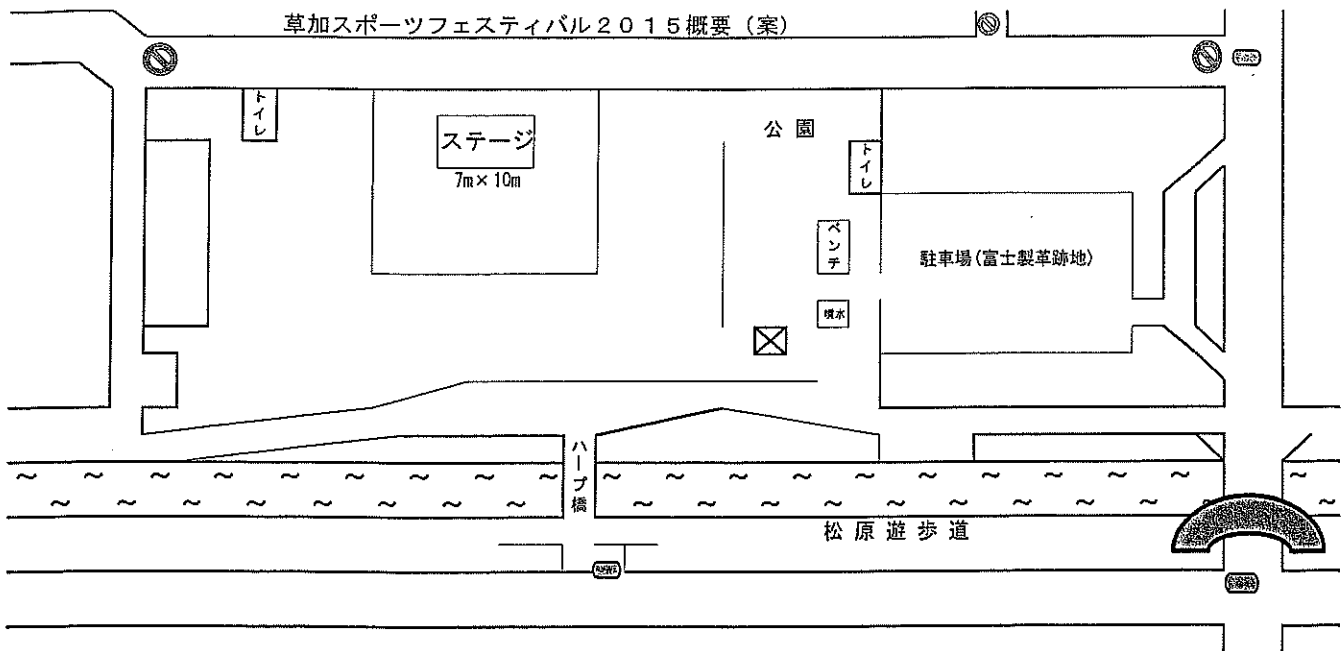 草加スポーツフェスティバル２０１５概要（案）
トイレ
ステージ
7m×10m
公園
トイレ
ベンチ
噴水
駐車場(富士製革跡地)
ハープ橋
松原遊歩道